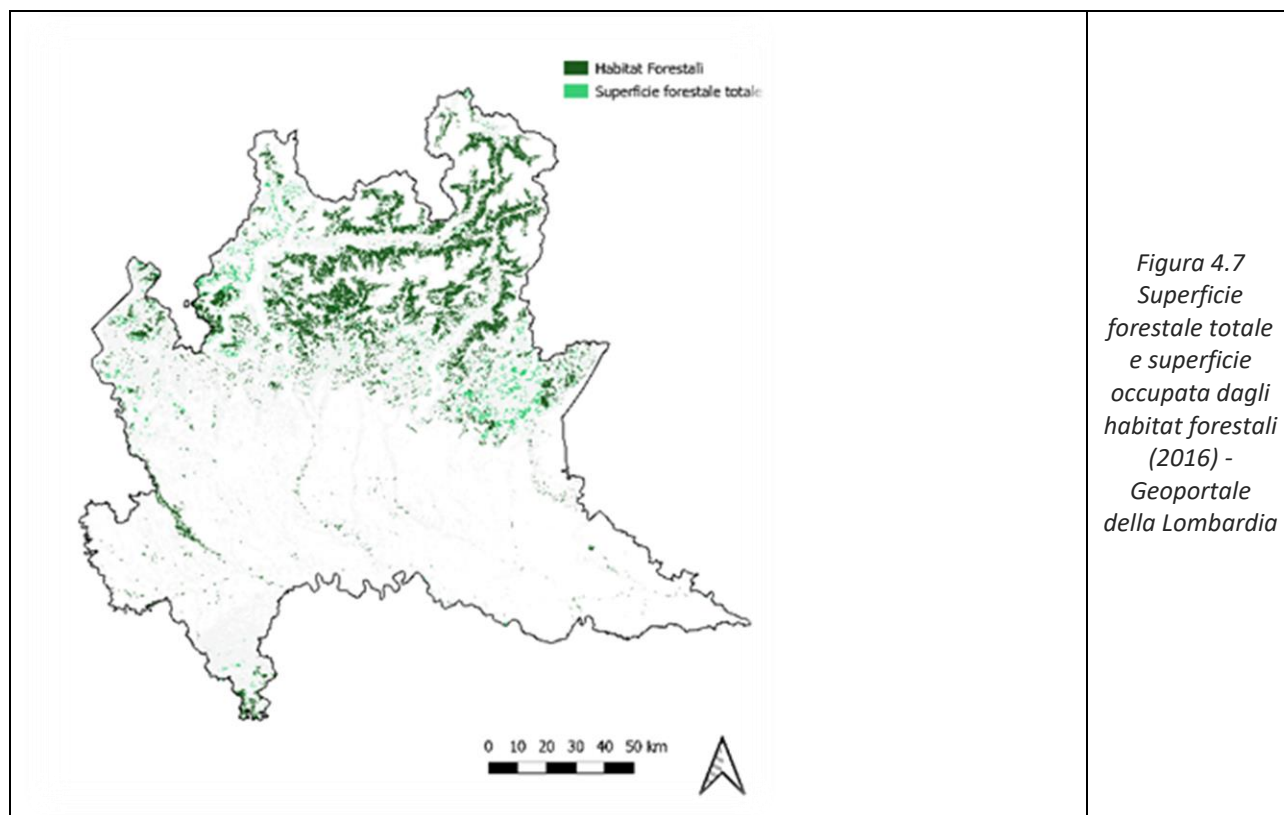 Habitat Forestali
Superficie forestale totale
0 10 20 30 40 50 km
Figura 4.7
Superficie
forestale totale
e superficie
occupata dagli
habitat forestali
(2016) -
Geoportale
della Lombardia